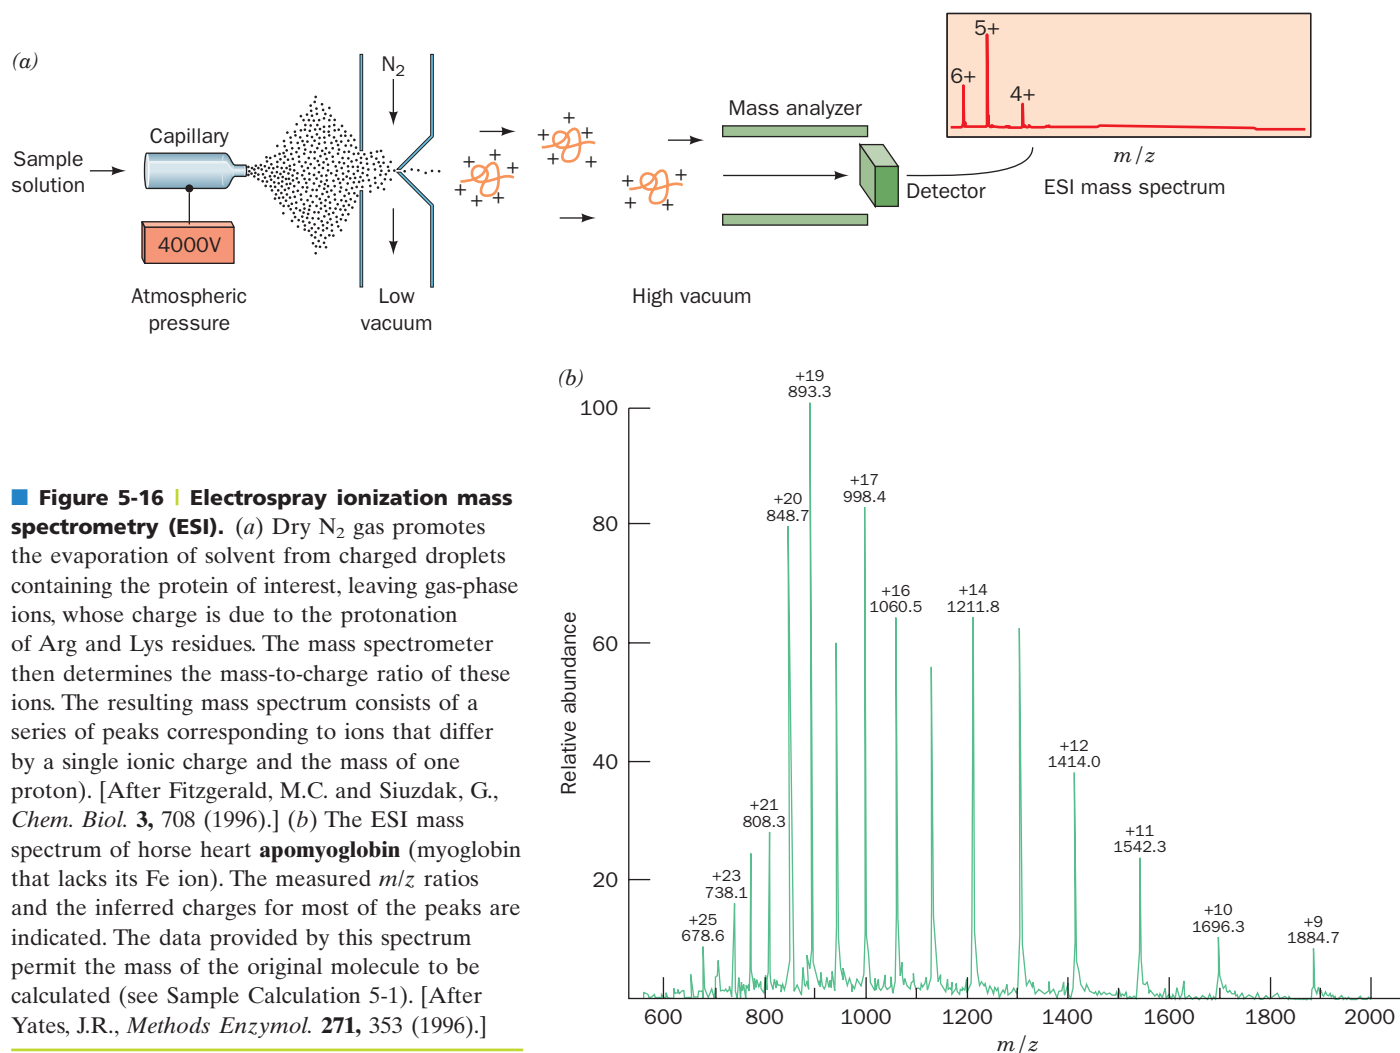 (a)
Sample
solution
Capillary
4000V
Atmospheric
pressure
N₂
Low
vacuum
+ + + + +
+ + + + +
+ + + +
High vacuum
Mass analyzer
Detector
6+
5+
4+
m/z
ESI mass spectrum
■ Figure 5-16 | Electrospray ionization mass
spectrometry (ESI). (a) Dry N₂ gas promotes
the evaporation of solvent from charged droplets
containing the protein of interest, leaving gas-phase
ions, whose charge is due to the protonation
of Arg and Lys residues. The mass spectrometer
then determines the mass-to-charge ratio of these
ions. The resulting mass spectrum consists of a
series of peaks corresponding to ions that differ
by a single ionic charge and the mass of one
proton). [After Fitzgerald, M.C. and Siuzdak, G.,
Chem. Biol. 3, 708 (1996).] (b) The ESI mass
spectrum of horse heart apomyoglobin (myoglobin
that lacks its Fe ion). The measured m/z ratios
and the inferred charges for most of the peaks are
indicated. The data provided by this spectrum
permit the mass of the original molecule to be
calculated (see Sample Calculation 5-1). [After
Yates, J.R., Methods Enzymol. 271, 353 (1996).]
(b)
Relative abundance
100
80
60
40
20
+25
678.6
+23
738.1
+21
808.3
+20
848.7
+19
893.3
+17
998.4
+16
1060.5
+14
1211.8
+12
1414.0
+11
1542.3
+10
1696.3
+9
1884.7
600 800 1000 1200 1400 1600 1800 2000
m/z